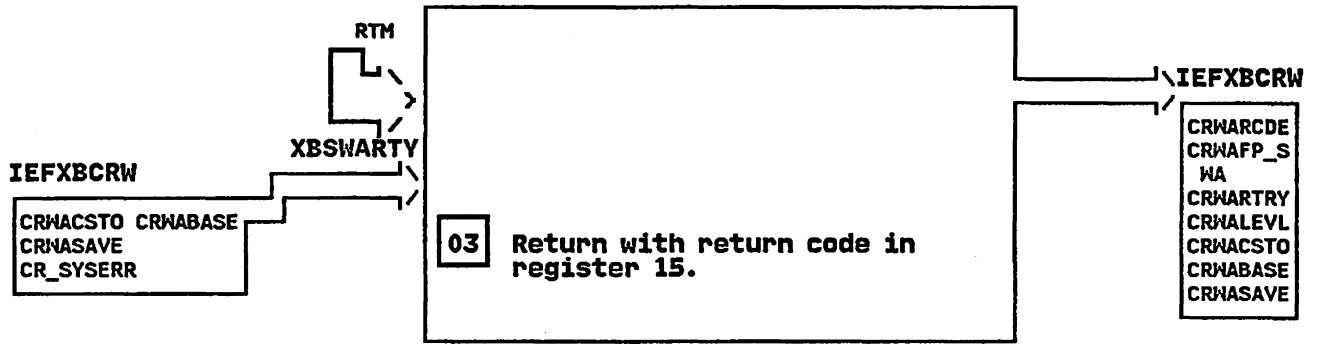 RTM
XBSWARTY
IEFXBCRW
CRWACSTO CRWABASE
CRWASAVE
CR_SYSERR
03 Return with return code in
register 15.
IEFXBCRW
CRWARCDE
CRWAFP_S
WA
CRWARTRY
CRWALEVL
CRWACSTO
CRWABASE
CRWASAVE